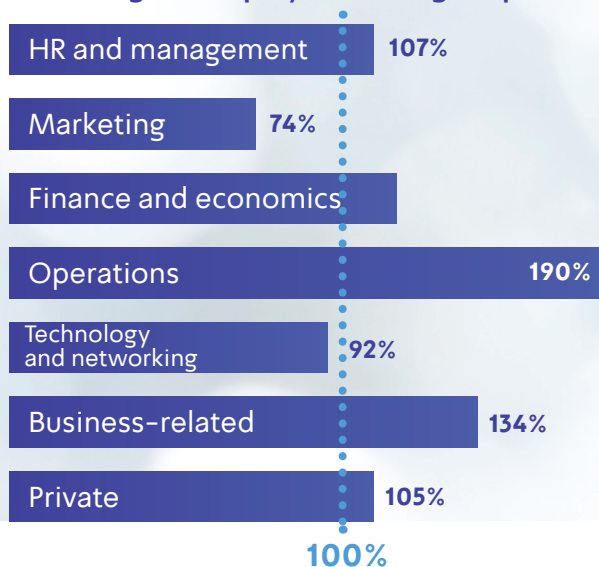 HR and management 107%
Marketing 74%
Finance and economics
Operations 190%
Technology
and networking 92%
Business-related 134%
Private 105%
100%